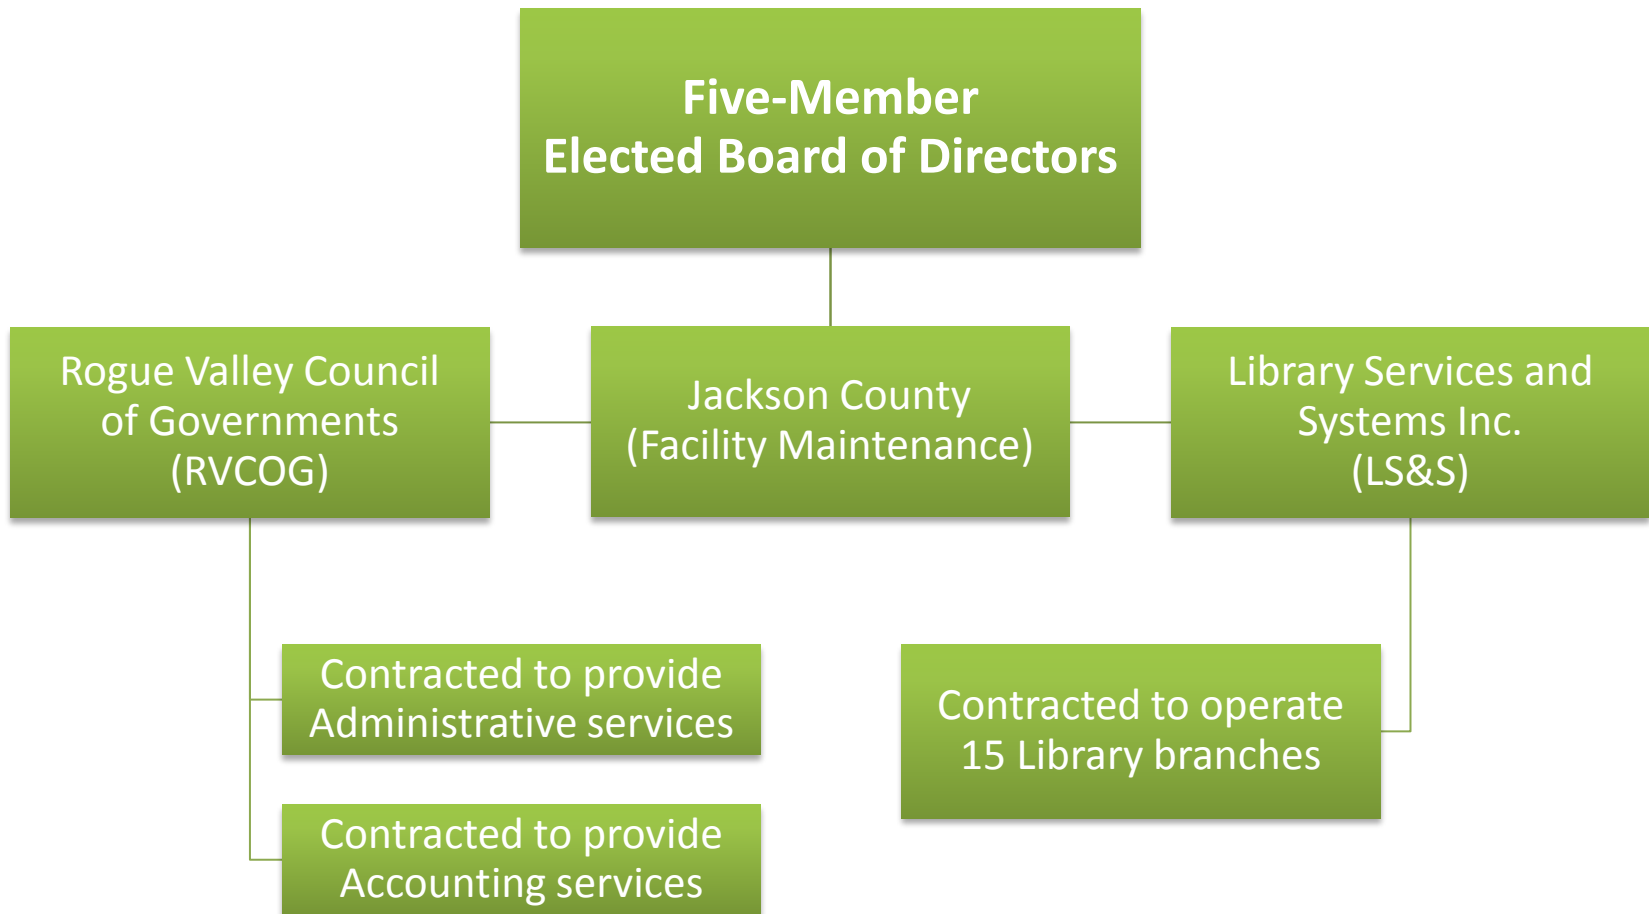 Five-Member
Elected Board of Directors
Rogue Valley Council
of Governments
(RVCOG)
Jackson County
(Facility Maintenance)
Library Services and
Systems Inc.
(LS&S)
Contracted to provide
Administrative services
Contracted to provide
Accounting services
Contracted to operate
15 Library branches